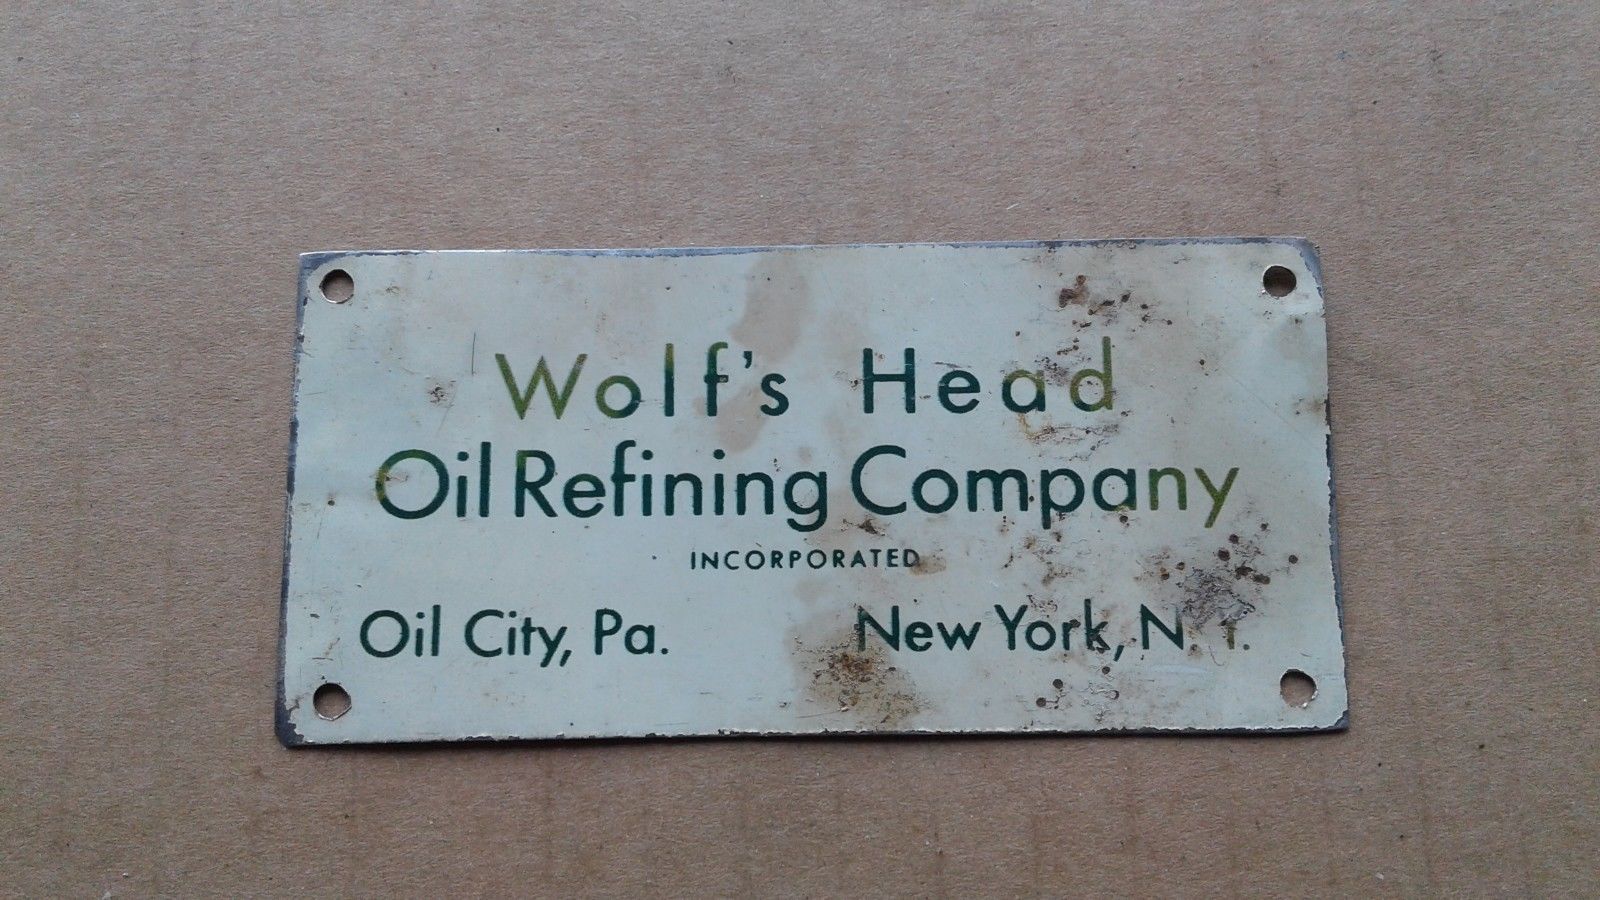 Wolf's Head
Oil Refining Company
INCORPORATED
Oil City, Pa. New York, N.Y.